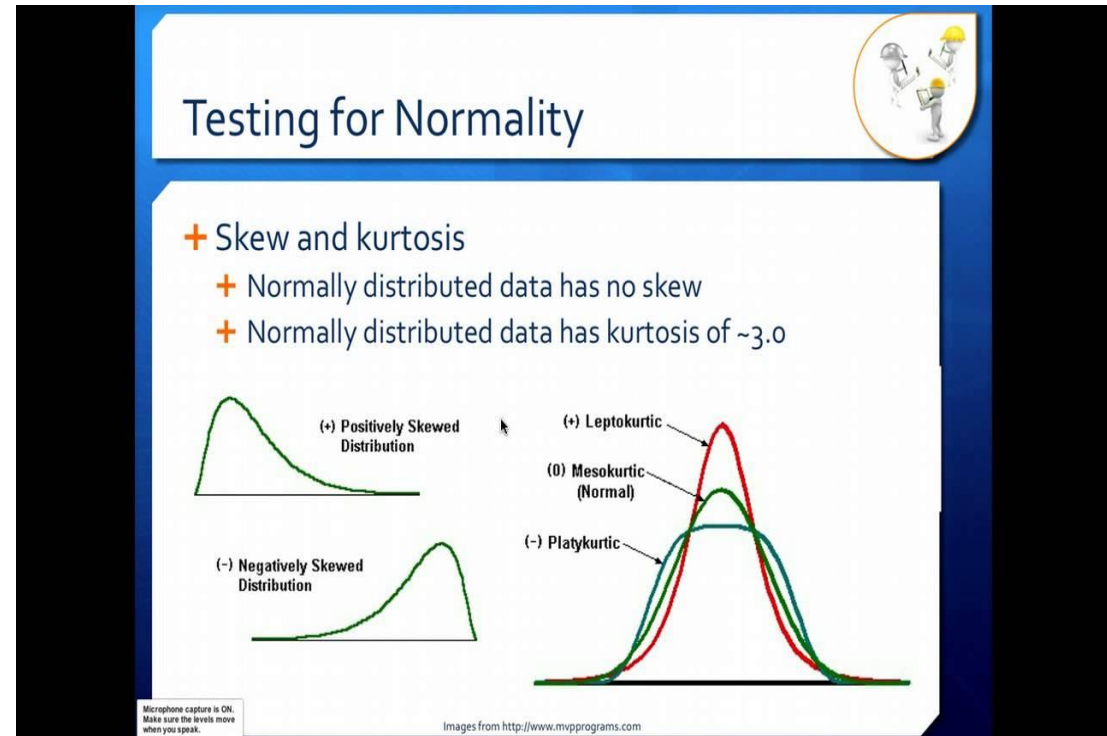 Testing for Normality
+ Skew and kurtosis
+ Normally distributed data has no skew
+ Normally distributed data has kurtosis of ~3.0
(+) Positively Skewed
Distribution
(-) Negatively Skewed
Distribution
(+) Leptokurtic
(0) Mesokurtic
(Normal)
(-) Platykurtic
Microphone capture is ON.
Make sure the levels move
when you speak.
Images from http://www.mvpprograms.com